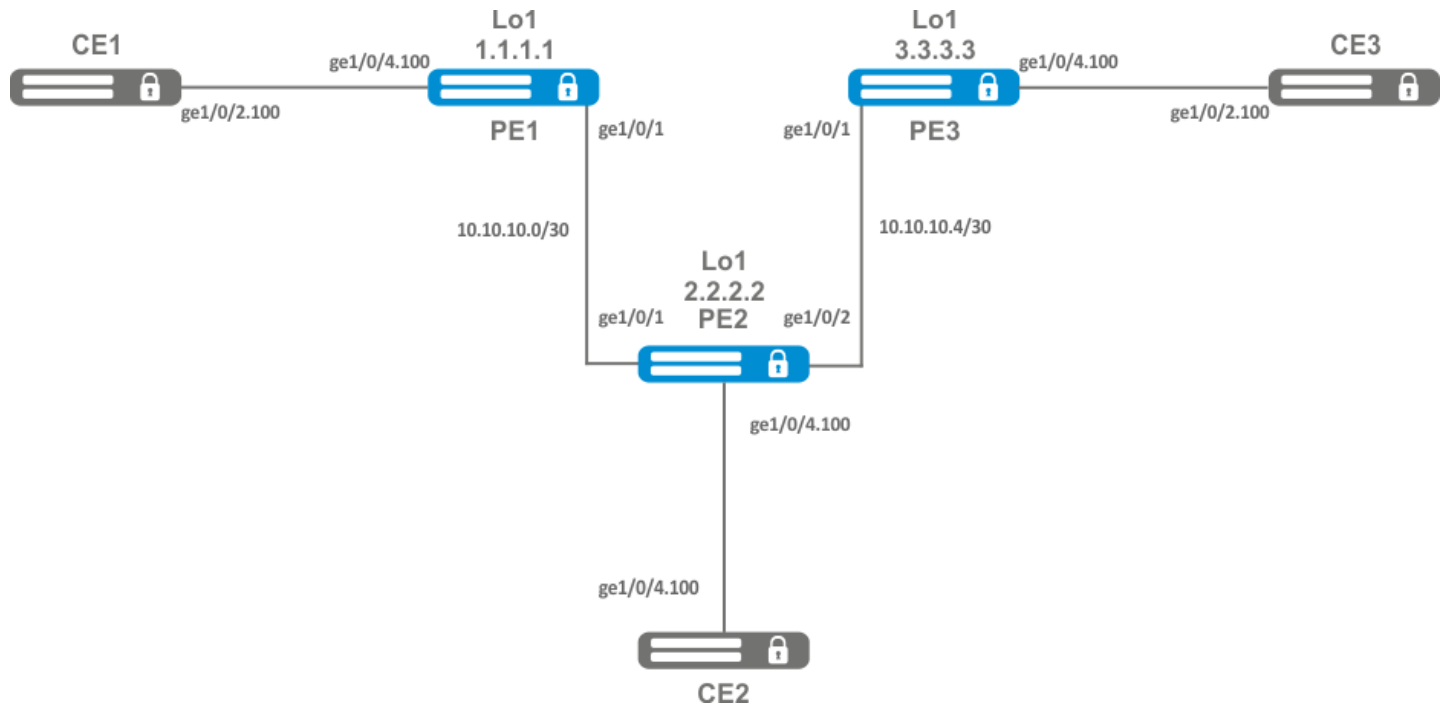 Lo1
1.1.1.1
Lo1
3.3.3.3
CE1
CE3
ge1/0/4.100
ge1/0/4.100
ge1/0/2.100
ge1/0/2.100
PE1
ge1/0/1
ge1/0/1
PE3
10.10.10.0/30
10.10.10.4/30
Lo1
2.2.2.2
ge1/0/1
PE2
ge1/0/2
ge1/0/4.100
ge1/0/4.100
CE2